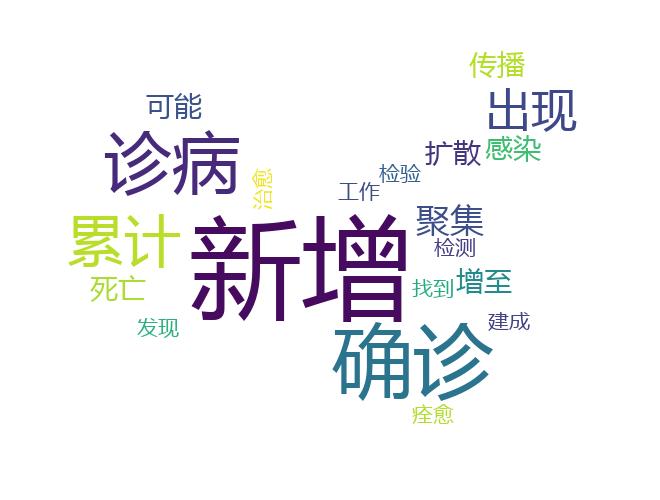 传播
可能
出现
诊病
扩散
感染
检验
治愈
工作
累计
聚集
新增
检测
死亡
找到
增至
发现
建成
确诊
痊愈